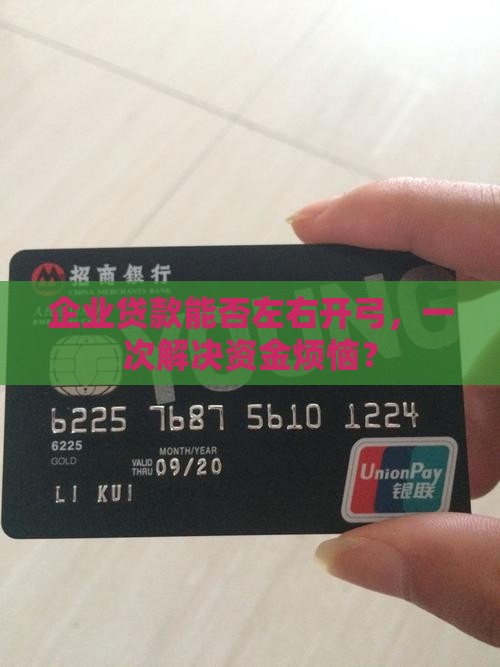 招商銀行
CHINA MERCHANTS BANK
YOUNG
企业贷款能否左右开弓，一
次解决资金烦恼？
6225 7687 5610 1224
6225
GOLD
MONTH/YEAR
VALID
THRU 09/20
LI KUI
UnionPay
银联